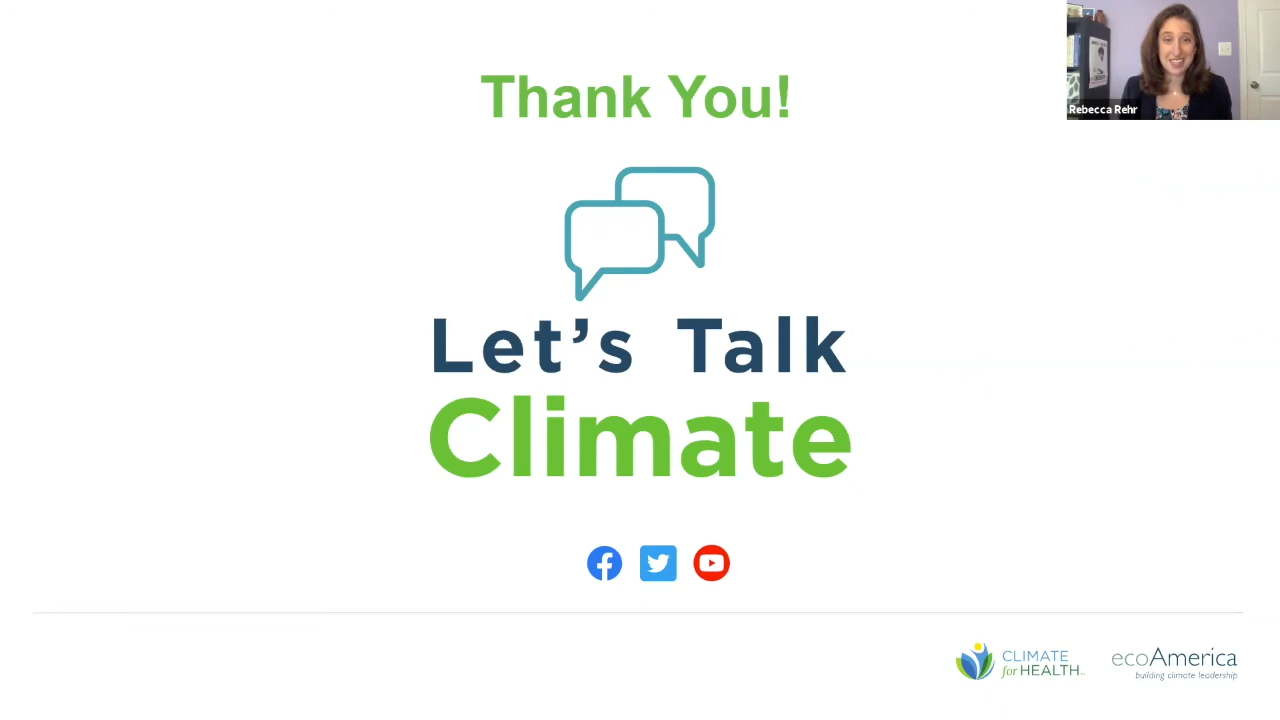 Thank You!
Rebecca Rehr
Let's Talk
Climate
CLIMATE
for HEALTH
ecoAmerica
building climate leadership